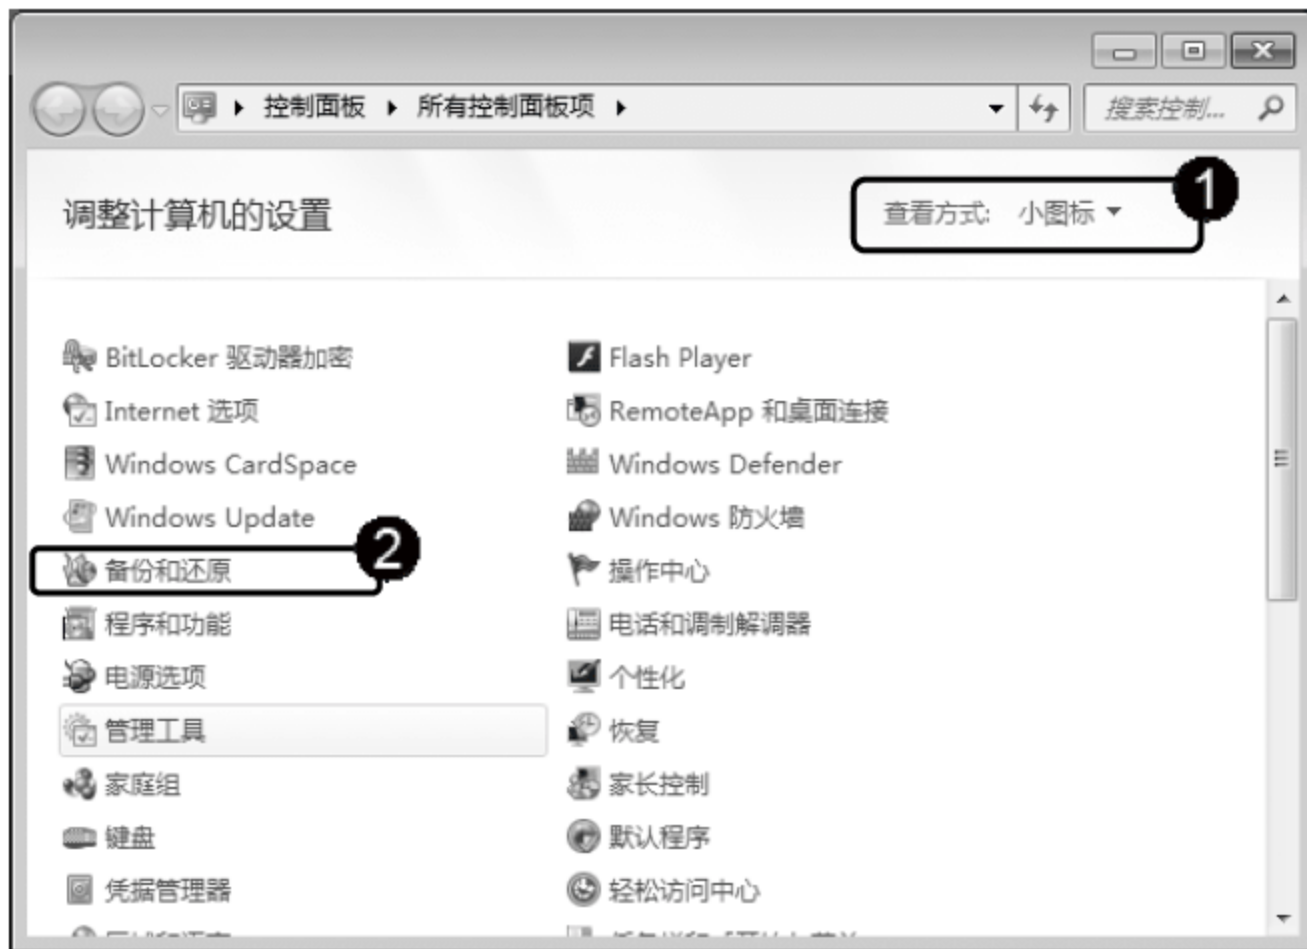 控制面板 所有控制面板项 搜索控制...
调整计算机的设置 查看方式: 小图标 1
BitLocker 驱动器加密 Flash Player
Internet 选项 RemoteApp 和桌面连接
Windows CardSpace Windows Defender
Windows Update Windows 防火墙
备份和还原 2 操作中心
程序和功能 电话和调制解调器
电源选项 个性化
管理工具 恢复
家庭组 家长控制
键盘 默认程序
凭据管理器 轻松访问中心